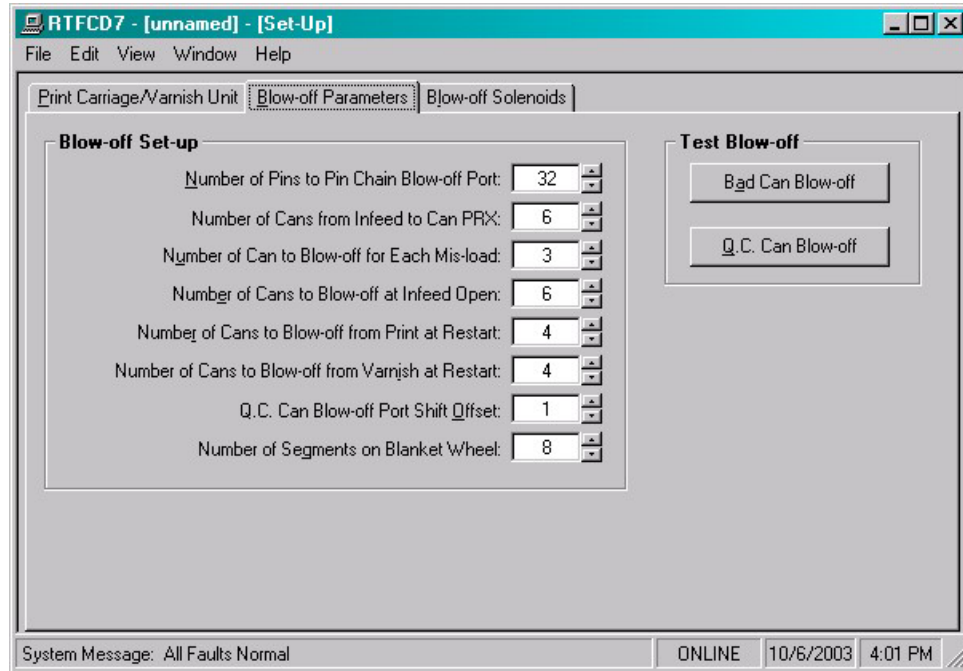 RTFCD7 - [unnamed] - [Set-Up]
File Edit View Window Help
Print Carriage/Varnish Unit Blow-off Parameters Blow-off Solenoids
Blow-off Set-up
Number of Pins to Pin Chain Blow-off Port: 32
Number of Cans from Infeed to Can PRX: 6
Number of Can to Blow-off for Each Mis-load: 3
Number of Cans to Blow-off at Infeed Open: 6
Number of Cans to Blow-off from Print at Restart: 4
Number of Cans to Blow-off from Varnish at Restart: 4
Q.C. Can Blow-off Port Shift Offset: 1
Number of Segments on Blanket Wheel: 8
Test Blow-off
Bad Can Blow-off
Q.C. Can Blow-off
System Message: All Faults Normal ONLINE 10/6/2003 4:01 PM